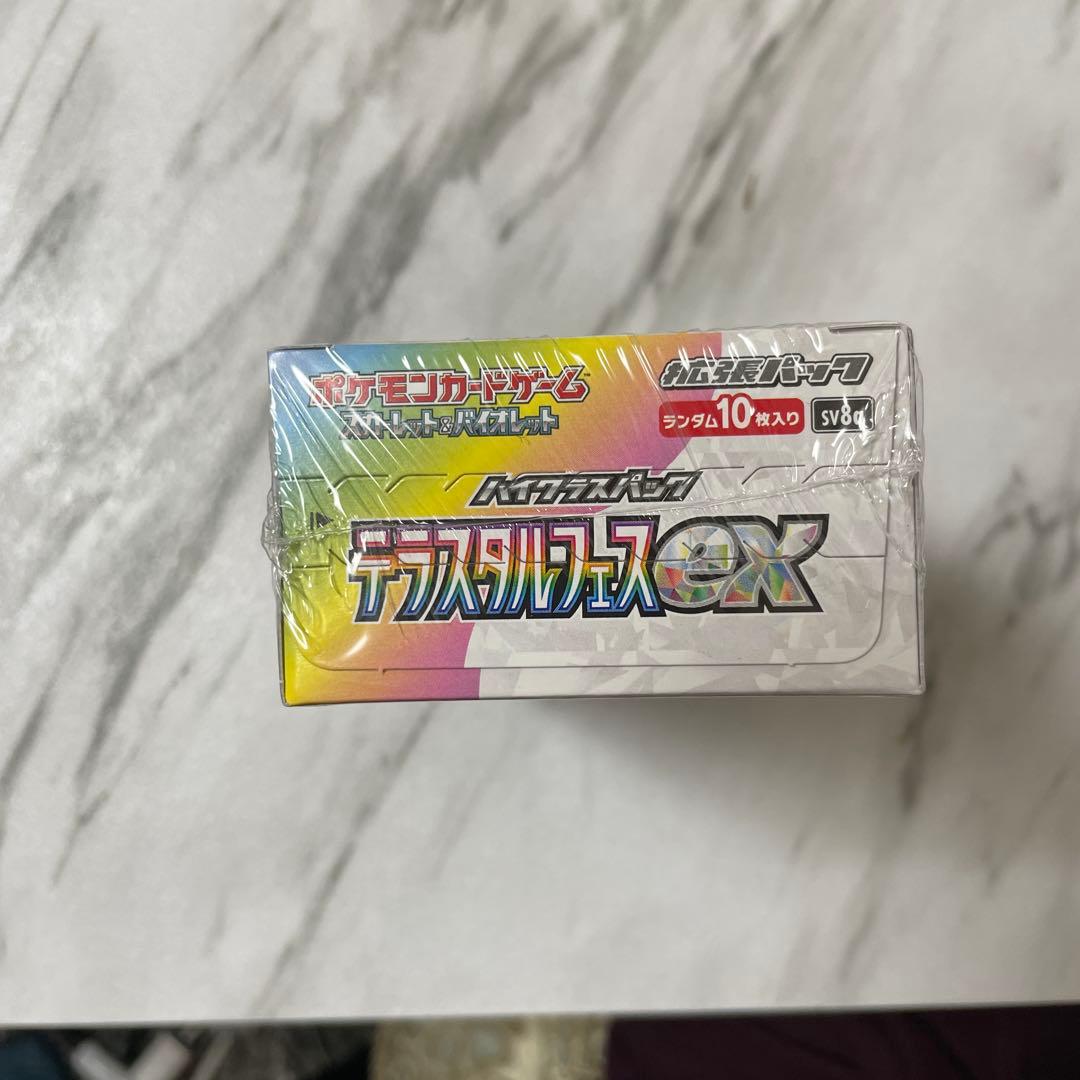 ポケモンカードゲーム
スカーレット&バイオレット
拡張パック
ランダム10枚入り
SV8a
ハイクラスパック
テラスタルフェスex